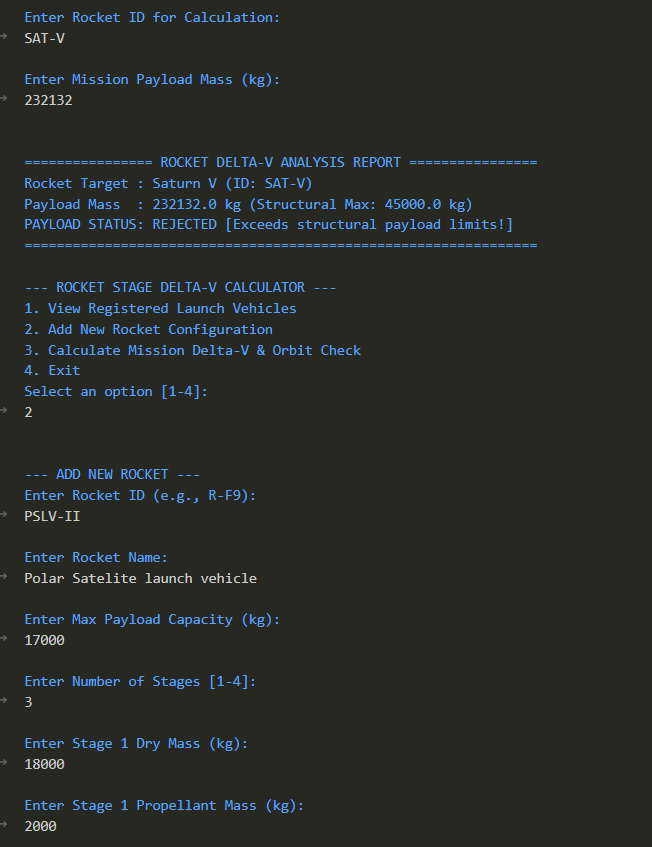 Enter Rocket ID for Calculation:
SAT-V
Enter Mission Payload Mass (kg):
232132
================ ROCKET DELTA-V ANALYSIS REPORT ================
Rocket Target : Saturn V (ID: SAT-V)
Payload Mass  : 232132.0 kg (Structural Max: 45000.0 kg)
PAYLOAD STATUS: REJECTED [Exceeds structural payload limits!]
================================================================
--- ROCKET STAGE DELTA-V CALCULATOR ---
1. View Registered Launch Vehicles
2. Add New Rocket Configuration
3. Calculate Mission Delta-V & Orbit Check
4. Exit
Select an option [1-4]:
2
--- ADD NEW ROCKET ---
Enter Rocket ID (e.g., R-F9):
PSLV-II
Enter Rocket Name:
Polar Satelite launch vehicle
Enter Max Payload Capacity (kg):
17000
Enter Number of Stages [1-4]:
3
Enter Stage 1 Dry Mass (kg):
18000
Enter Stage 1 Propellant Mass (kg):
2000